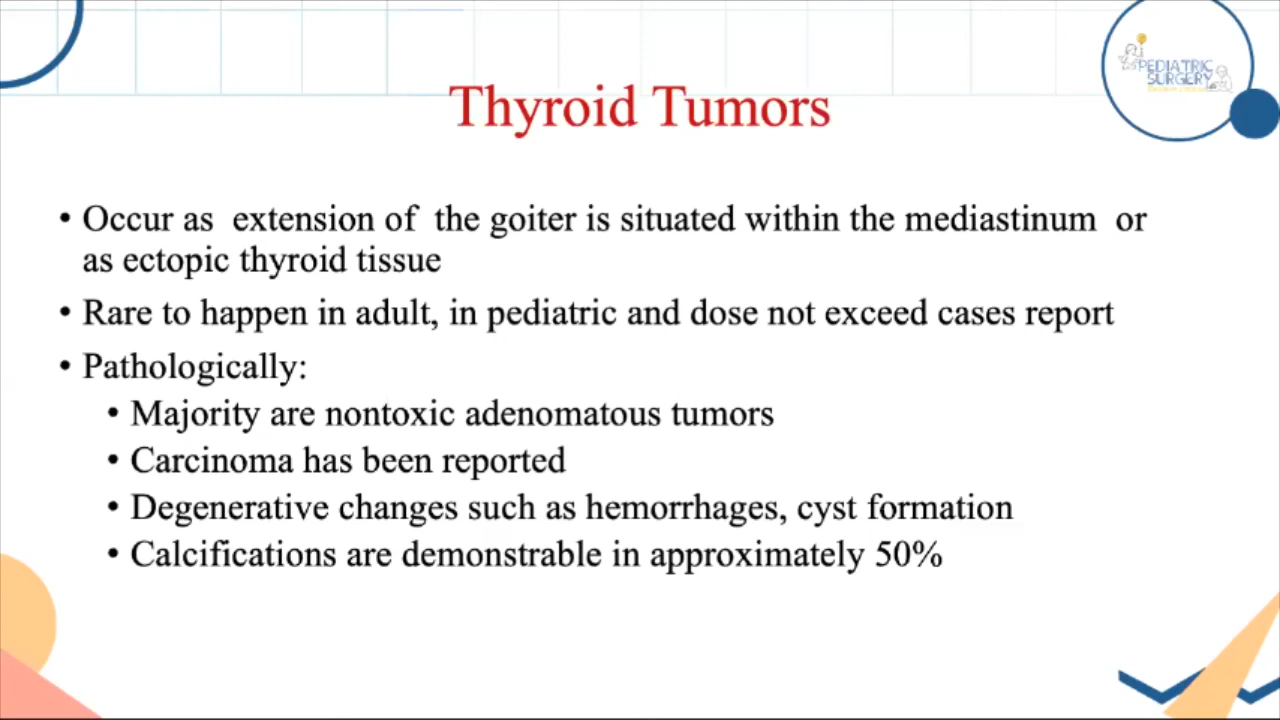 PEDIATRIC
SURGERY
Thyroid Tumors
• Occur as extension of the goiter is situated within the mediastinum or
as ectopic thyroid tissue
• Rare to happen in adult, in pediatric and dose not exceed cases report
• Pathologically:
• Majority are nontoxic adenomatous tumors
• Carcinoma has been reported
• Degenerative changes such as hemorrhages, cyst formation
• Calcifications are demonstrable in approximately 50%